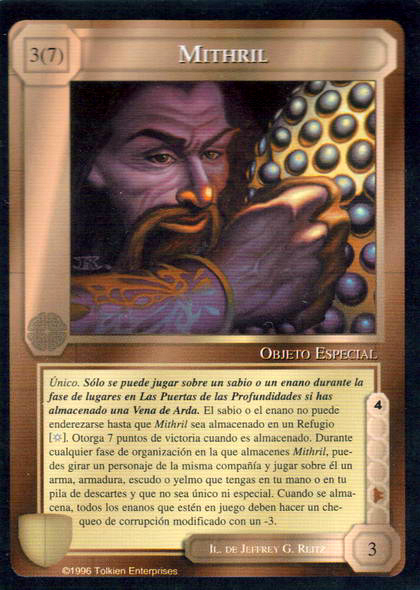 3(7)
MITHRIL
OBJETO ESPECIAL
Único. Sólo se puede jugar sobre un sabio o un enano durante la
fase de lugares en Las Puertas de las Profundidades si has
almacenado una Vena de Arda. El sabio o el enano no puede
enderezarse hasta que Mithril sea almacenado en un Refugio
[ ]. Otorga 7 puntos de victoria cuando es almacenado. Durante
cualquier fase de organización en la que almacenes Mithril, pue-
des girar un personaje de la misma compañía y jugar sobre él un
arma, armadura, escudo o yelmo que tengas en tu mano o en tu
pila de descartes y que no sea único ni especial. Cuando se alma-
cena, todos los enanos que estén en juego deben hacer un che-
queo de corrupción modificado con un -3.
4
IL. DE JEFFREY G. REITZ
3
©1996 Tolkien Enterprises